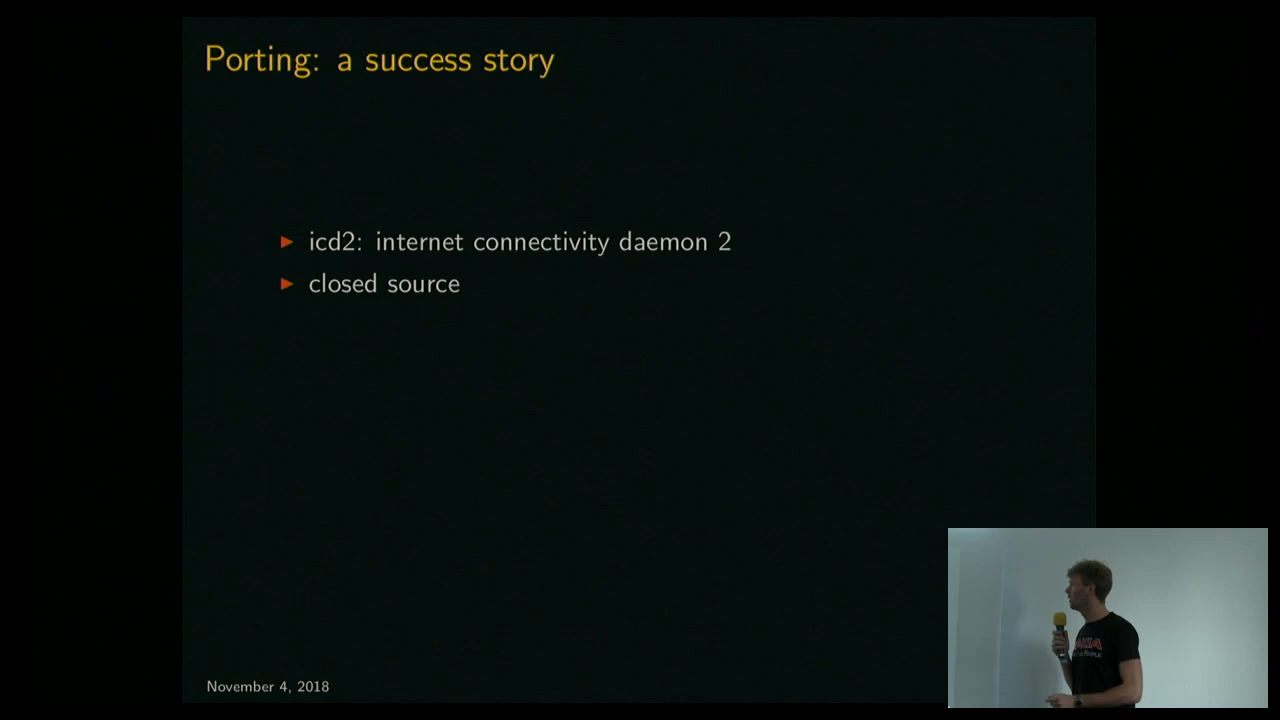 Porting: a success story
▶ icd2: internet connectivity daemon 2
▶ closed source
November 4, 2018